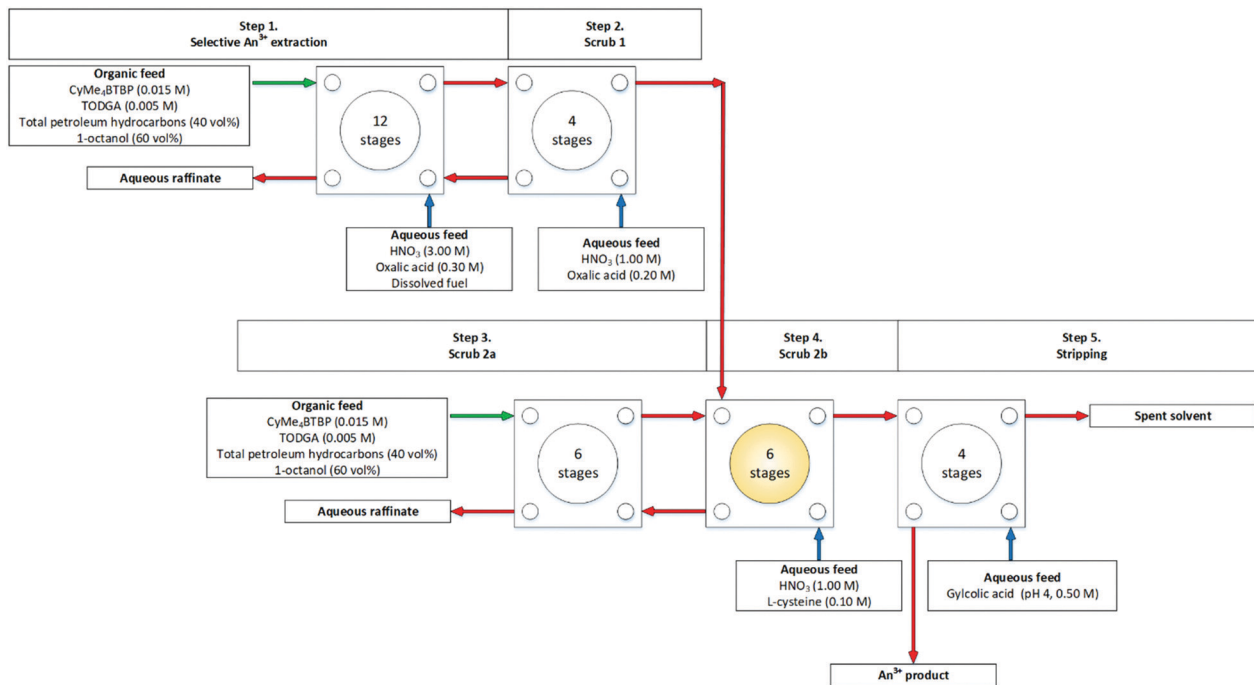 Step 1.
Selective An³⁺ extraction
Step 2.
Scrub 1
Organic feed
CyMe₄BTBP (0.015 M)
TODGA (0.005 M)
Total petroleum hydrocarbons (40 vol%)
1-octanol (60 vol%)
12
stages
4
stages
Aqueous raffinate
Aqueous feed
HNO₃ (3.00 M)
Oxalic acid (0.30 M)
Dissolved fuel
Aqueous feed
HNO₃ (1.00 M)
Oxalic acid (0.20 M)
Step 3.
Scrub 2a
Step 4.
Scrub 2b
Step 5.
Stripping
Organic feed
CyMe₄BTBP (0.015 M)
TODGA (0.005 M)
Total petroleum hydrocarbons (40 vol%)
1-octanol (60 vol%)
6
stages
6
stages
4
stages
Spent solvent
Aqueous raffinate
Aqueous feed
HNO₃ (1.00 M)
L-cysteine (0.10 M)
Aqueous feed
Gylcolic acid (pH 4, 0.50 M)
An³⁺ product